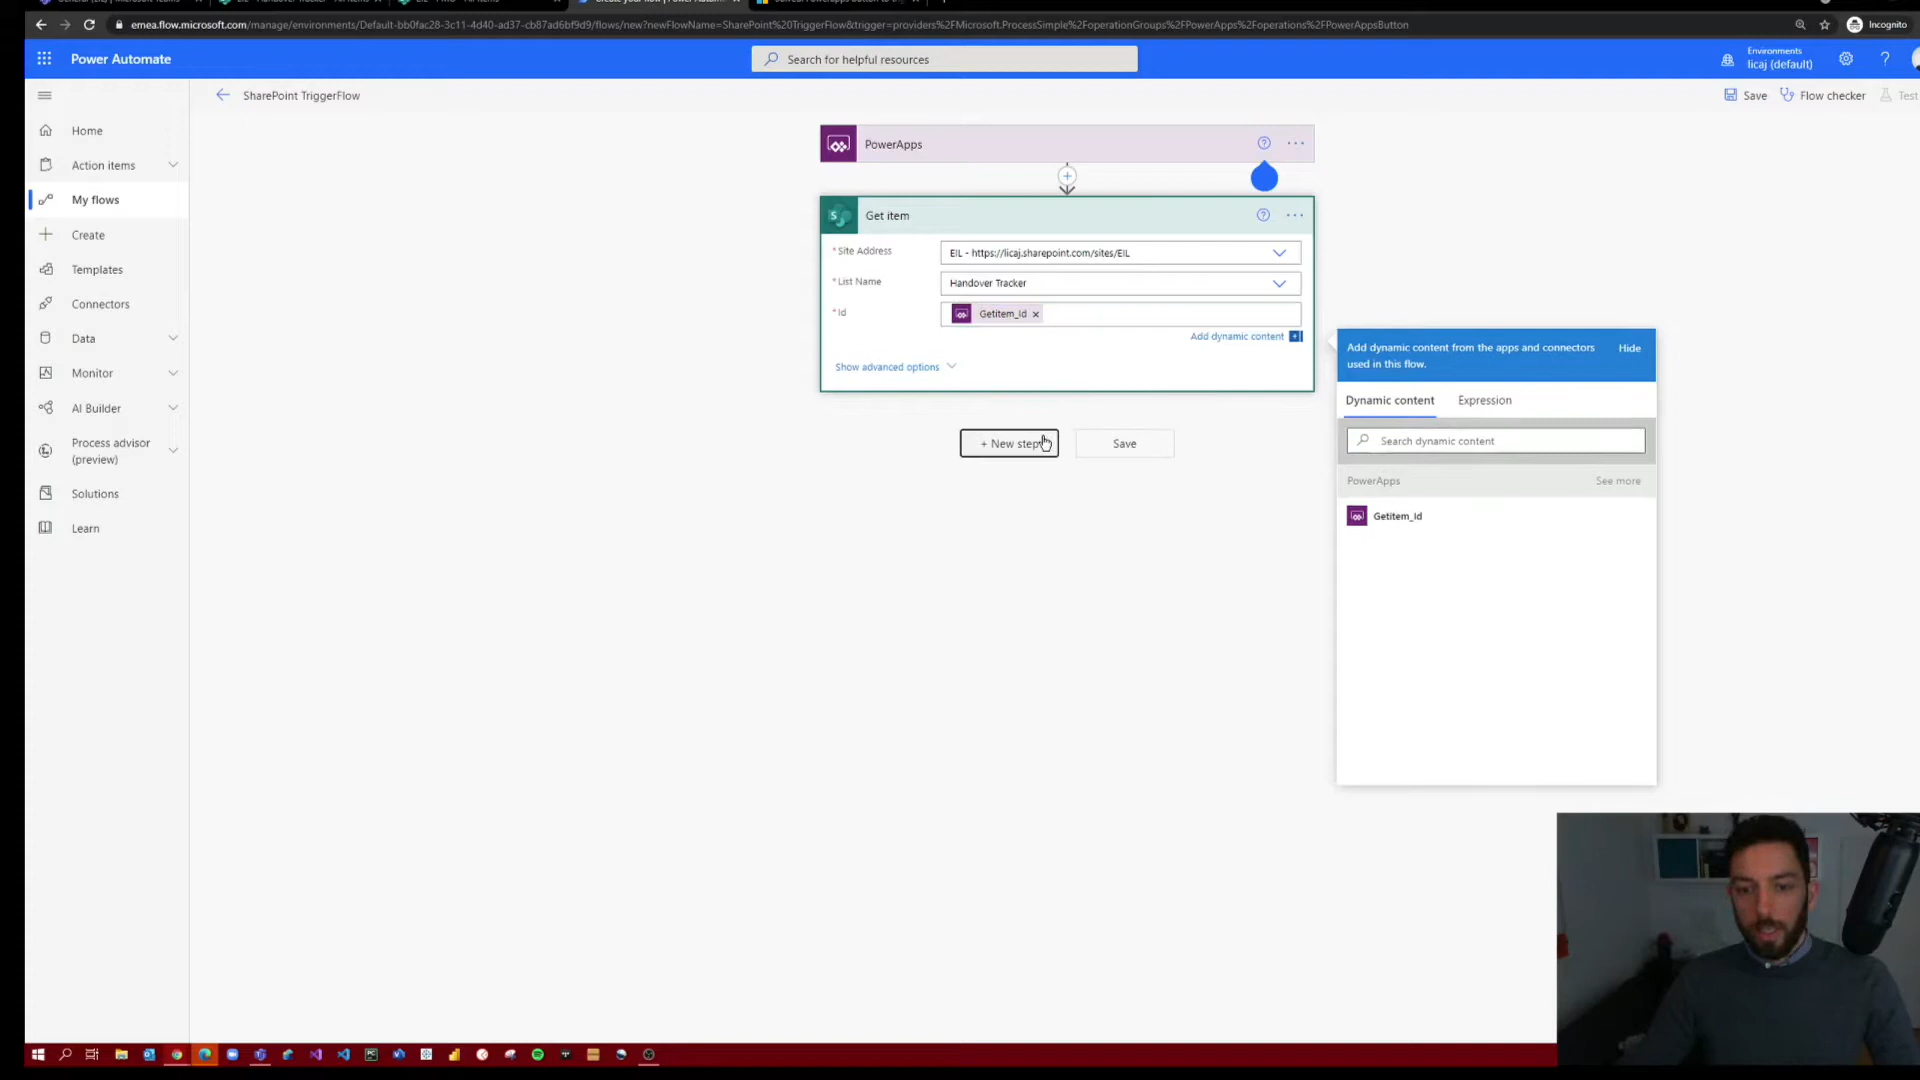 emea.flow.microsoft.com/manage/environments/Default-bb0fac28-3c11-4d40-ad37-cb87ad6bf9d9/flows/new?newFlowName=SharePoint%20TriggerFlow&trigger=providers%2FMicrosoft.ProcessSimple%2FoperationGroups%2FPowerApps%2Foperations%2FPowerAppsButton
Incognito
Power Automate
Search for helpful resources
Environments
licaj (default)
SharePoint TriggerFlow
Save
Flow checker
Test
Home
Action items
My flows
Create
Templates
Connectors
Data
Monitor
AI Builder
Process advisor
(preview)
Solutions
Learn
PowerApps
Get item
* Site Address
EIL - https://licaj.sharepoint.com/sites/EIL
* List Name
Handover Tracker
* Id
Getitem_Id
Add dynamic content
Show advanced options
+ New step
Save
Add dynamic content from the apps and connectors
used in this flow.
Hide
Dynamic content
Expression
Search dynamic content
PowerApps
See more
Getitem_Id